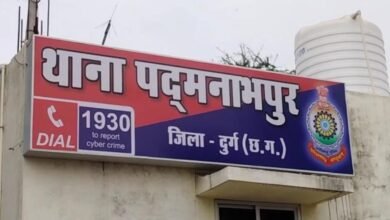 थाना पद्मनाभपुर
DIAL
1930
to report
cyber crime
जिला - दुर्ग (छ.ग.)